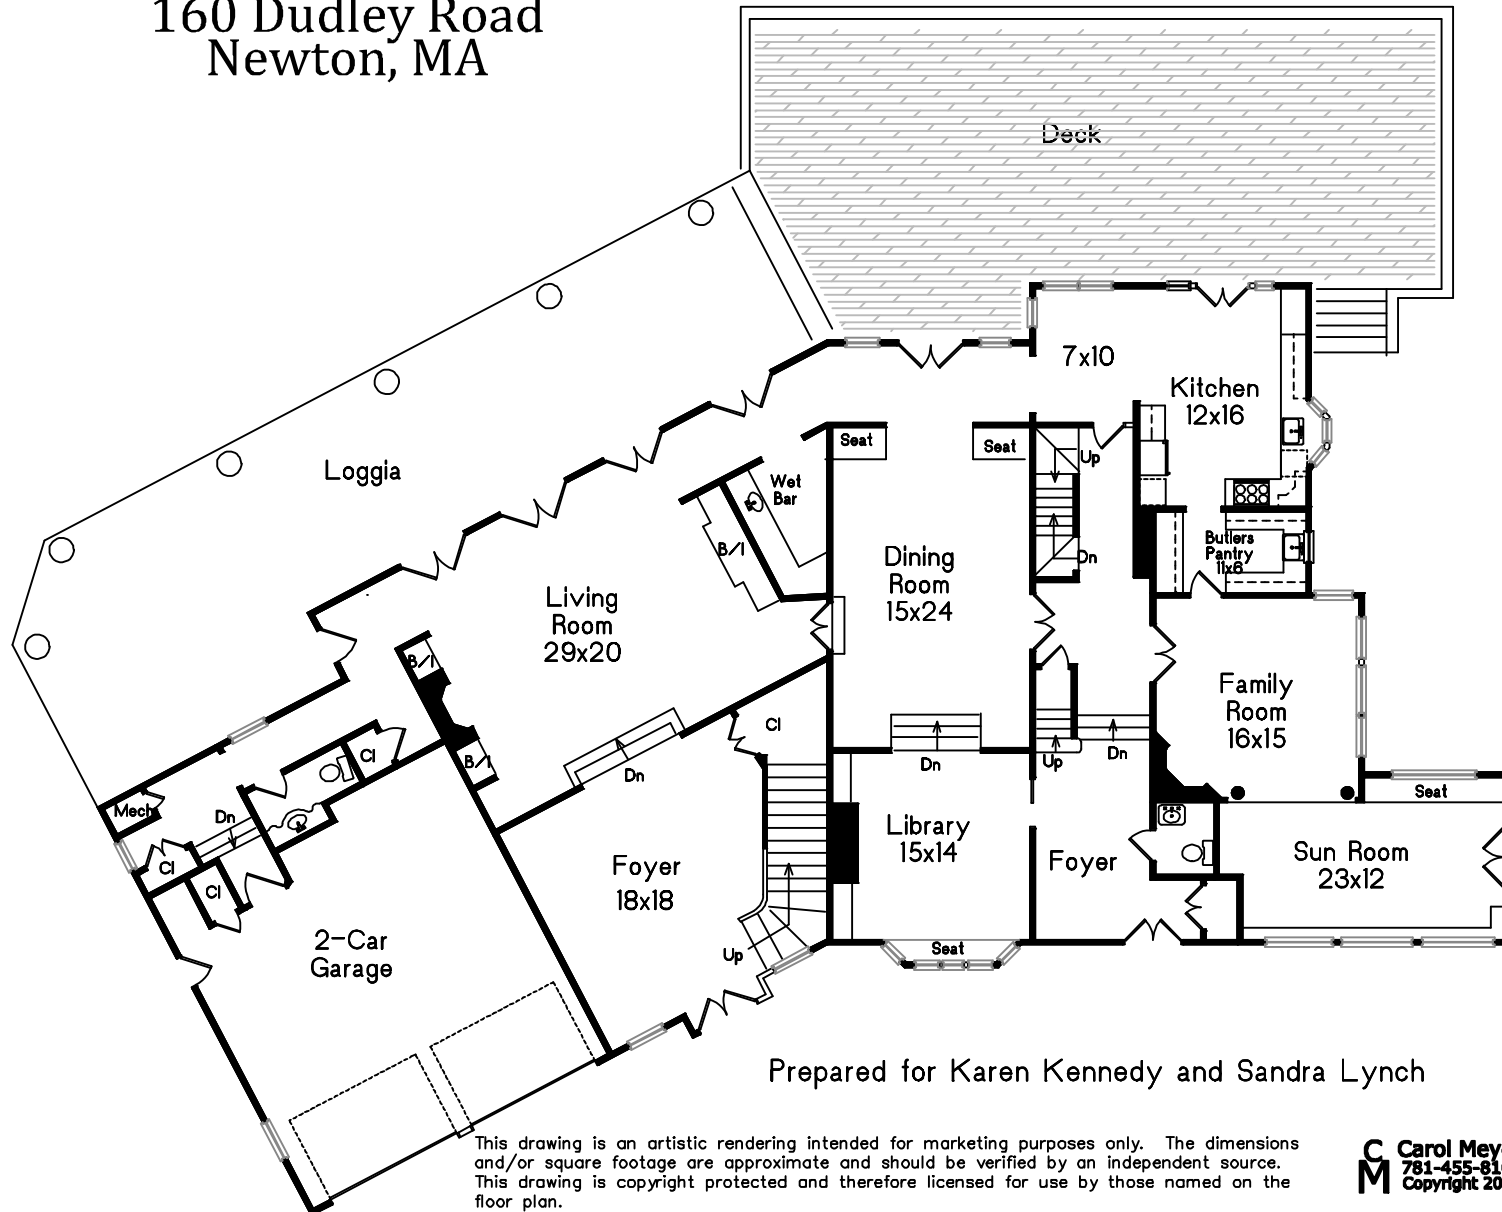 160 Dudley Road
Newton, MA
Deck
7x10
Kitchen
12x16
Loggia
Seat
Seat
Up
Wet
Bar
B/I
Dining
Room
15x24
Dn
Butlers
Pantry
11x6
Living
Room
29x20
B/I
Family
Room
16x15
Cl
Cl
B/I
Dn
Dn
Up
Dn
Seat
Mech
Dn
Cl
Cl
Library
15x14
Foyer
Sun Room
23x12
Foyer
18x18
2-Car
Garage
Up
Seat
Prepared for Karen Kennedy and Sandra Lynch
This drawing is an artistic rendering intended for marketing purposes only. The dimensions
and/or square footage are approximate and should be verified by an independent source.
This drawing is copyright protected and therefore licensed for use by those named on the
floor plan.
C
M
Carol
781-455-
Copyright